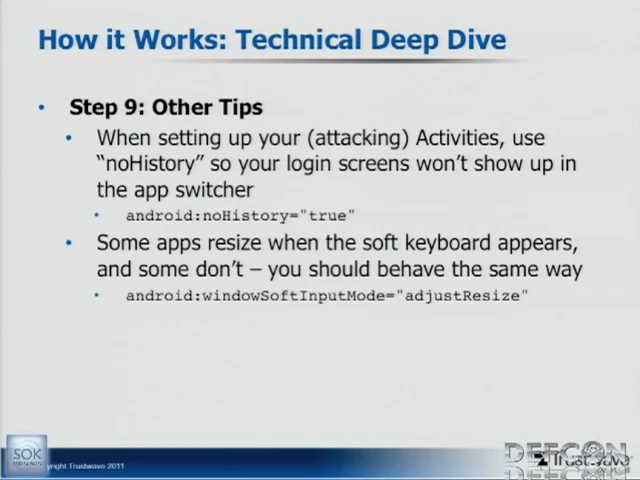 How it Works: Technical Deep Dive
• Step 9: Other Tips
• When setting up your (attacking) Activities, use
“noHistory” so your login screens won’t show up in
the app switcher
• android:noHistory="true"
• Some apps resize when the soft keyboard appears,
and some don’t – you should behave the same way
• android:windowSoftInputMode="adjustResize"
SOK
PRESENTS
pyright Trustwave 2011
DEFCON
Trustwave